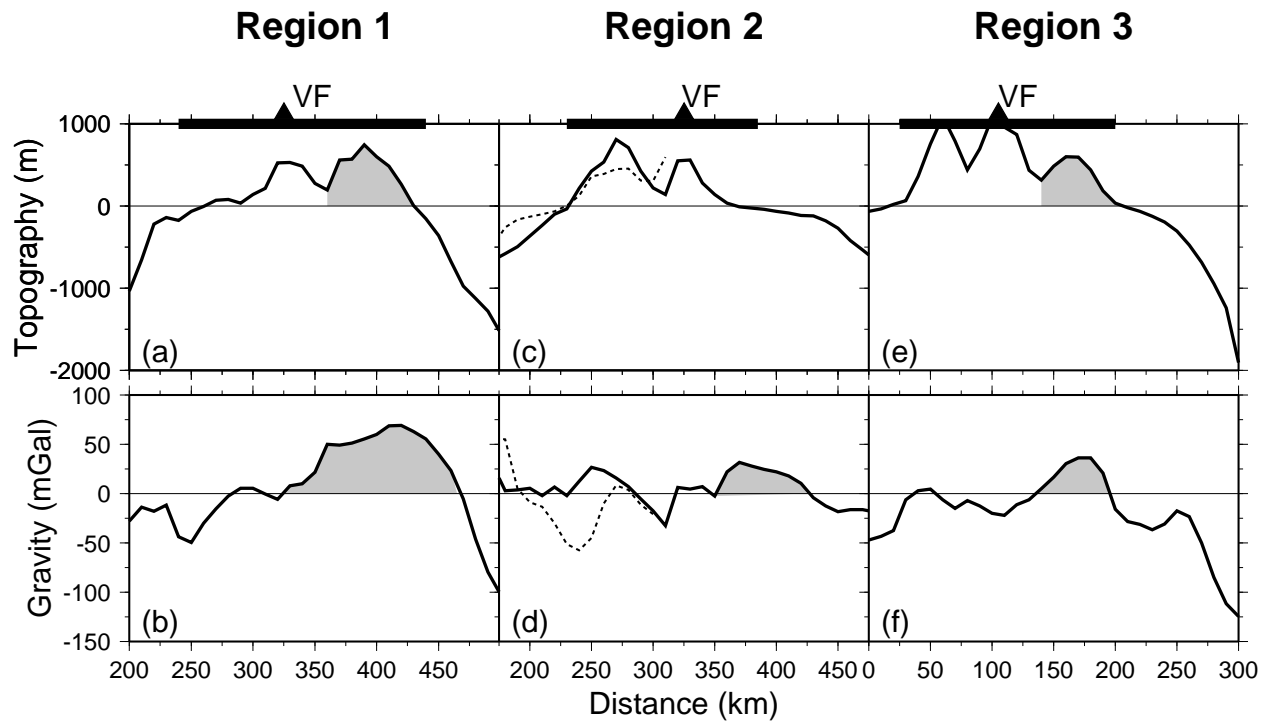 Region 1 Region 2 Region 3
VF VF VF
Topography (m)
1000
0
-1000
-2000
(a) (c) (e)
Gravity (mGal)
100
50
0
-50
-100
-150
(b) (d) (f)
200 250 300 350 400 450 200 250 300 350 400 450 0 50 100 150 200 250 300
Distance (km)